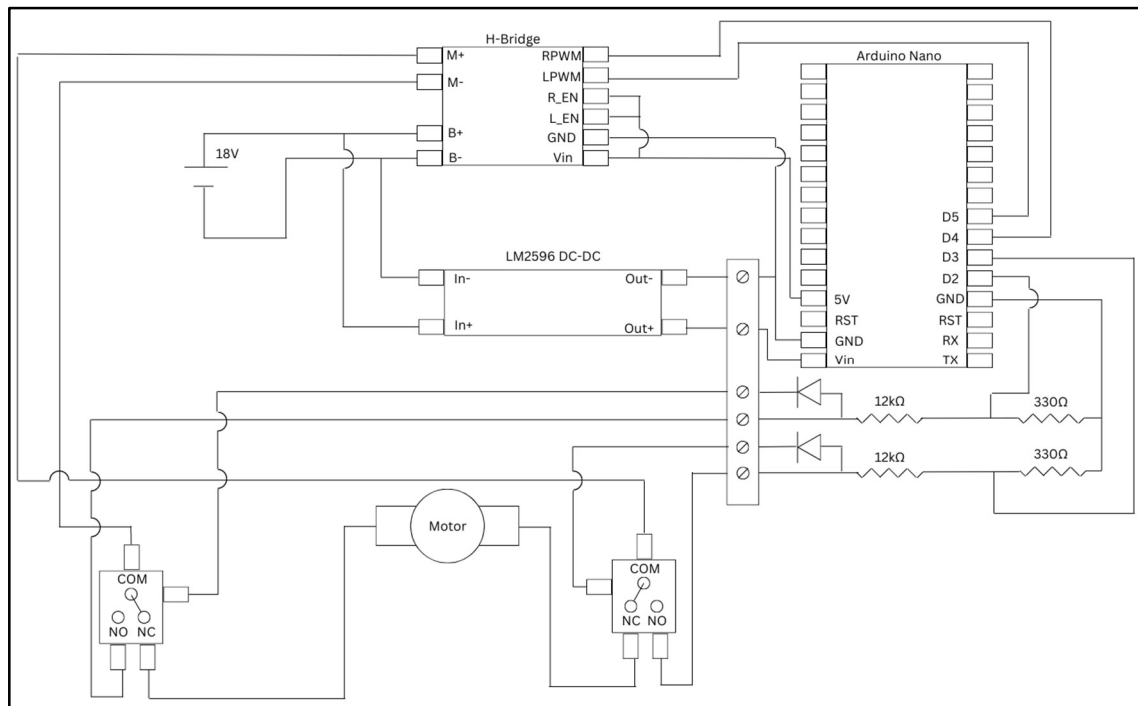 H-Bridge
M+
M-
B+
B-
RPWM
LPWM
R_EN
L_EN
GND
Vin
18V
Arduino Nano
D5
D4
D3
D2
GND
RST
RX
TX
5V
RST
GND
Vin
LM2596 DC-DC
In-
In+
Out-
Out+
12kΩ
330Ω
12kΩ
330Ω
Motor
COM
NO NC
COM
NC NO